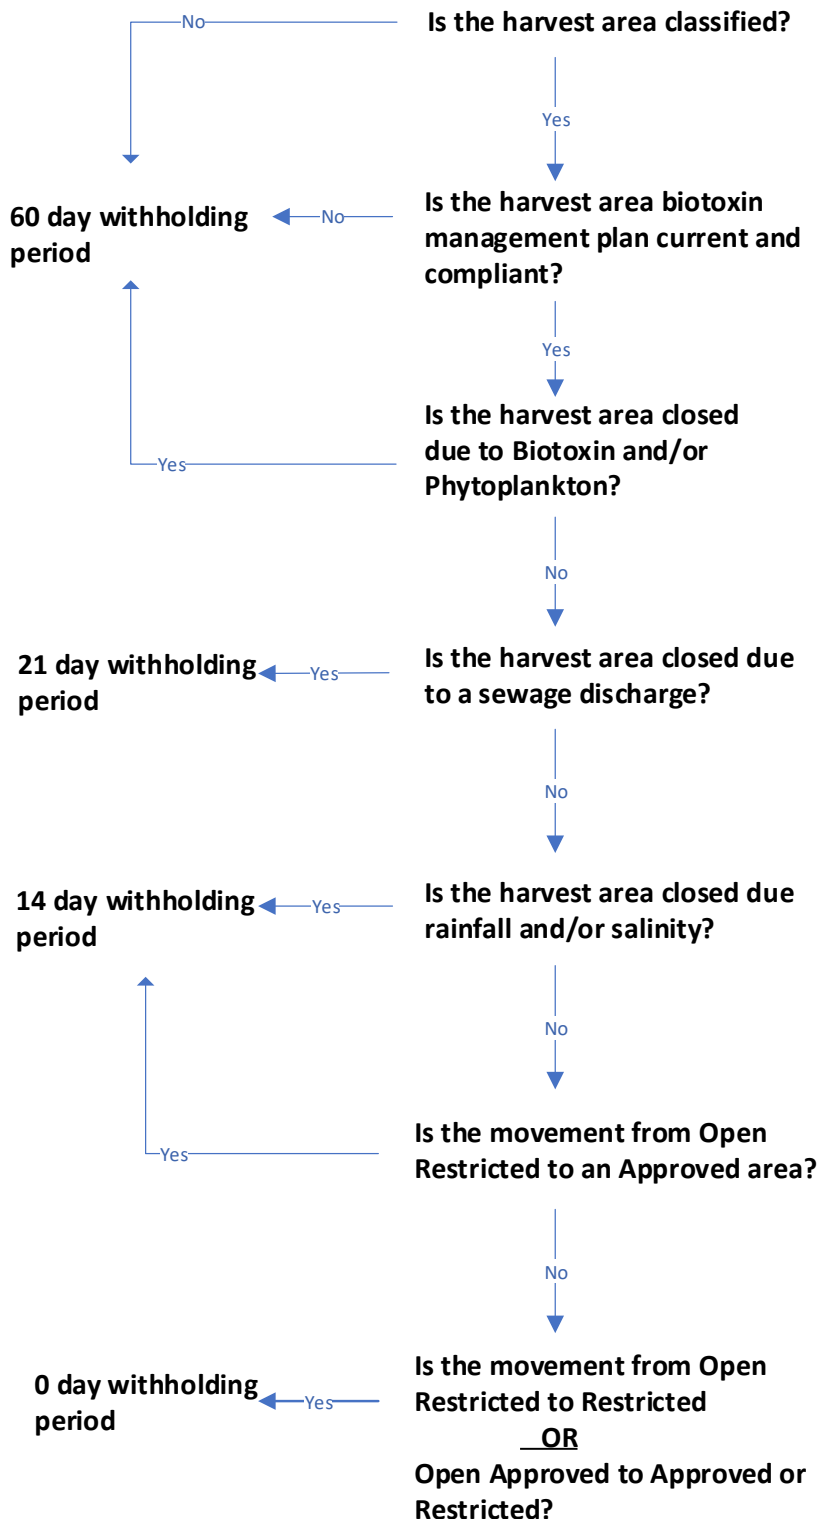 No
Is the harvest area classified?
Yes
60 day withholding
period
No
Is the harvest area biotoxin
management plan current and
compliant?
Yes
Is the harvest area closed
due to Biotoxin and/or
Phytoplankton?
Yes
No
21 day withholding
period
Yes
Is the harvest area closed due
to a sewage discharge?
No
14 day withholding
period
Yes
Is the harvest area closed due
rainfall and/or salinity?
No
Is the movement from Open
Restricted to an Approved area?
Yes
No
0 day withholding
period
Yes
Is the movement from Open
Restricted to Restricted
OR
Open Approved to Approved or
Restricted?